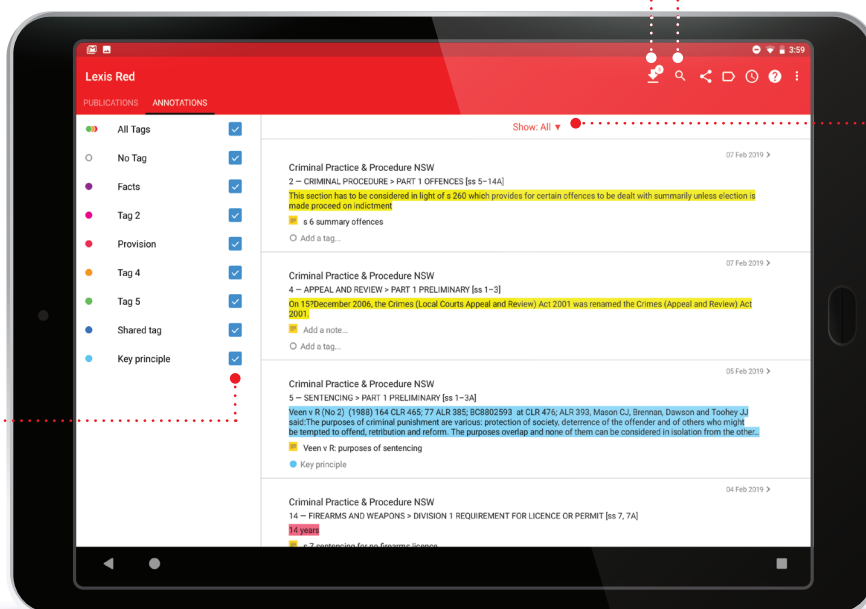 3:59
Lexis Red
1
?
PUBLICATIONS ANNOTATIONS
All Tags
No Tag
Facts
Tag 2
Provision
Tag 4
Tag 5
Shared tag
Key principle
Show: All ▼
07 Feb 2019 >
Criminal Practice & Procedure NSW
2 – CRIMINAL PROCEDURE > PART 1 OFFENCES [ss 5–14A]
This section has to be considered in light of s 260 which provides for certain offences to be dealt with summarily unless election is
made proceed on indictment
s 6 summary offences
Add a tag...
07 Feb 2019 >
Criminal Practice & Procedure NSW
4 – APPEAL AND REVIEW > PART 1 PRELIMINARY [ss 1–3]
On 15?December 2006, the Crimes (Local Courts Appeal and Review) Act 2001 was renamed the Crimes (Appeal and Review) Act
2001.
Add a note...
Add a tag...
05 Feb 2019 >
Criminal Practice & Procedure NSW
5 – SENTENCING > PART 1 PRELIMINARY [ss 1–3A]
Veen v R (No 2) (1988) 164 CLR 465; 77 ALR 385; BC8802593 at CLR 476; ALR 393, Mason CJ, Brennan, Dawson and Toohey JJ
said:The purposes of criminal punishment are various: protection of society, deterrence of the offender and of others who might
be tempted to offend, retribution and reform. The purposes overlap and none of them can be considered in isolation from the other...
Veen v R: purposes of sentencing
Key principle
04 Feb 2019 >
Criminal Practice & Procedure NSW
14 – FIREARMS AND WEAPONS > DIVISION 1 REQUIREMENT FOR LICENCE OR PERMIT [ss 7, 7A]
14 years
s 7 sentencing for no firearms licence